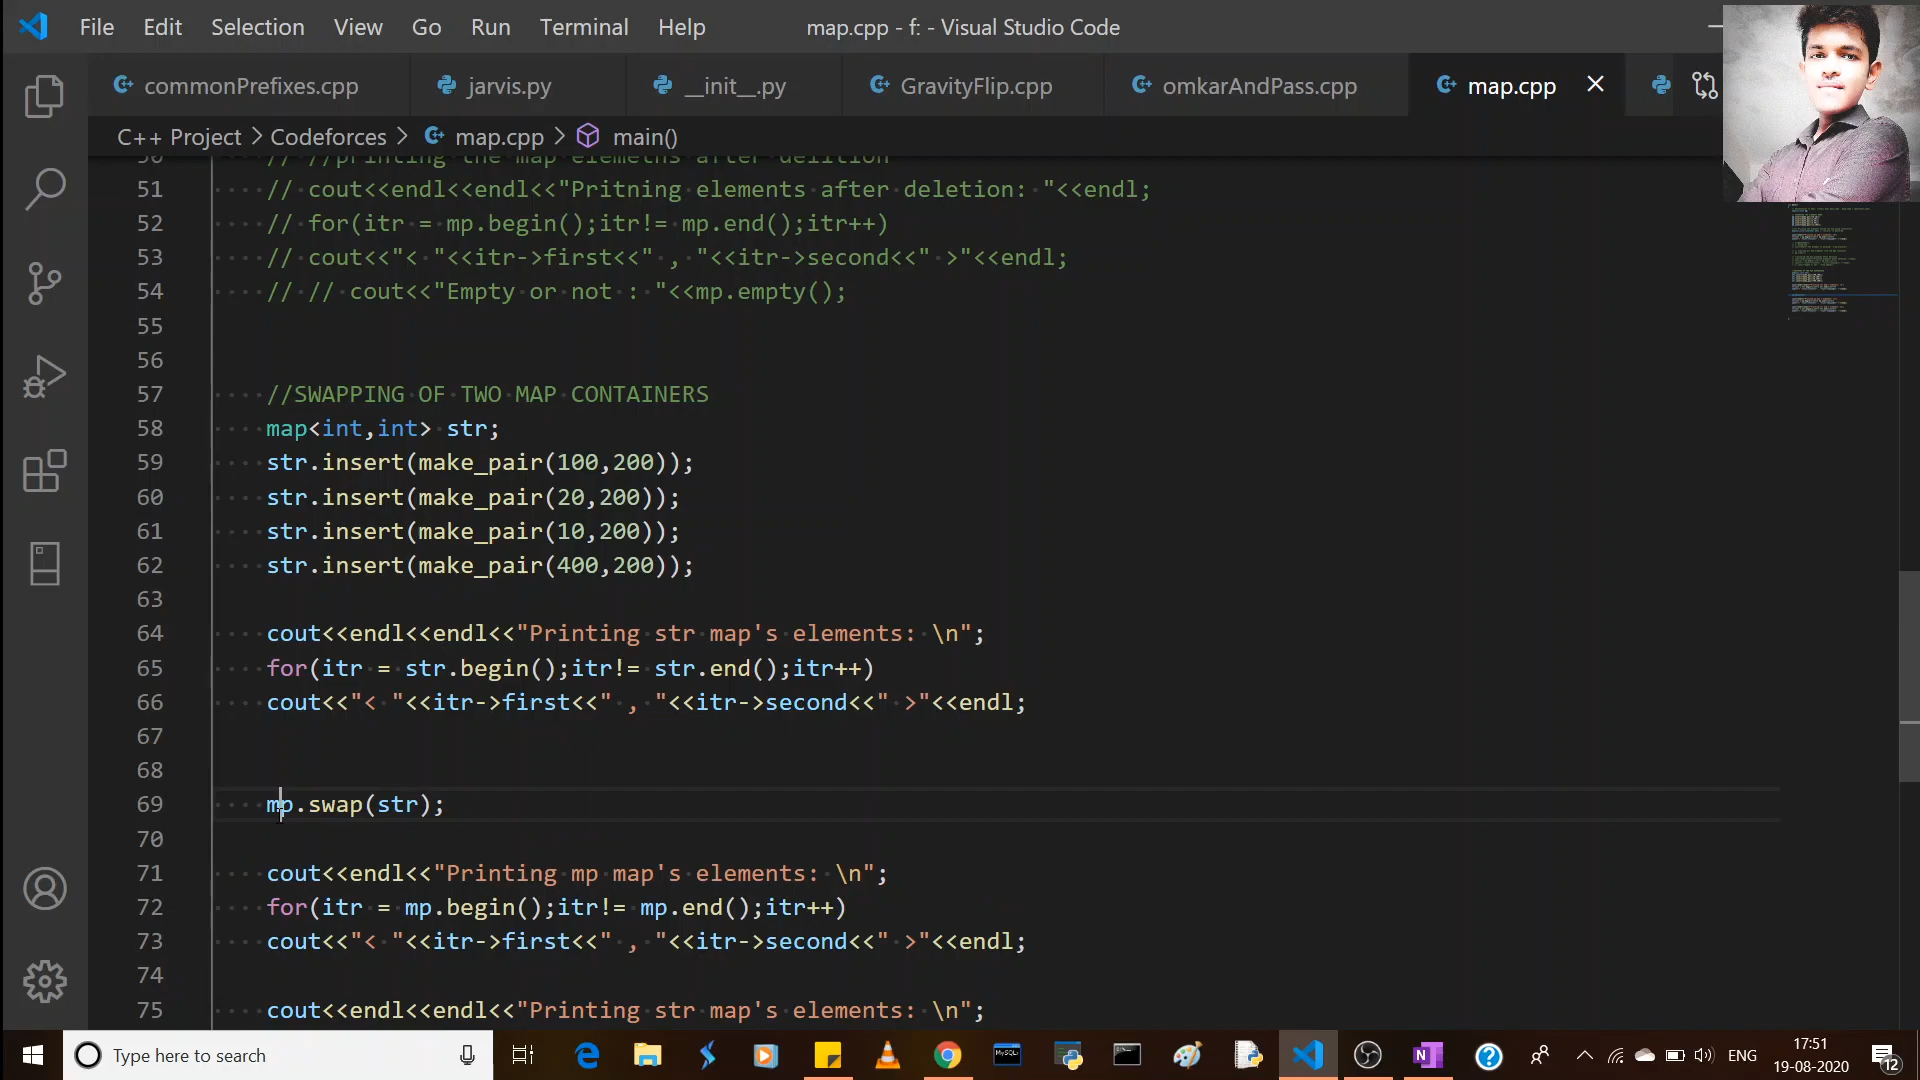 File Edit Selection View Go Run Terminal Help map.cpp - f: - Visual Studio Code
commonPrefixes.cpp jarvis.py __init__.py GravityFlip.cpp omkarAndPass.cpp map.cpp
C++ Project > Codeforces > map.cpp > main()
50 // //printing the map elemetns after delition
51 // cout<<endl<<endl<<"Pritning elements after deletion: "<<endl;
52 // for(itr = mp.begin();itr!= mp.end();itr++)
53 // cout<<"< "<<itr->first<<" , "<<itr->second<<" >"<<endl;
54 // // cout<<"Empty or not : "<<mp.empty();
55
56
57 //SWAPPING OF TWO MAP CONTAINERS
58 map<int,int> str;
59 str.insert(make_pair(100,200));
60 str.insert(make_pair(20,200));
61 str.insert(make_pair(10,200));
62 str.insert(make_pair(400,200));
63
64 cout<<endl<<endl<<"Printing str map's elements: \n";
65 for(itr = str.begin();itr!= str.end();itr++)
66 cout<<"< "<<itr->first<<" , "<<itr->second<<" >"<<endl;
67
68
69 mp.swap(str);
70
71 cout<<endl<<"Printing mp map's elements: \n";
72 for(itr = mp.begin();itr!= mp.end();itr++)
73 cout<<"< "<<itr->first<<" , "<<itr->second<<" >"<<endl;
74
75 cout<<endl<<endl<<"Printing str map's elements: \n";
Type here to search ENG 17:51
19-08-2020 12